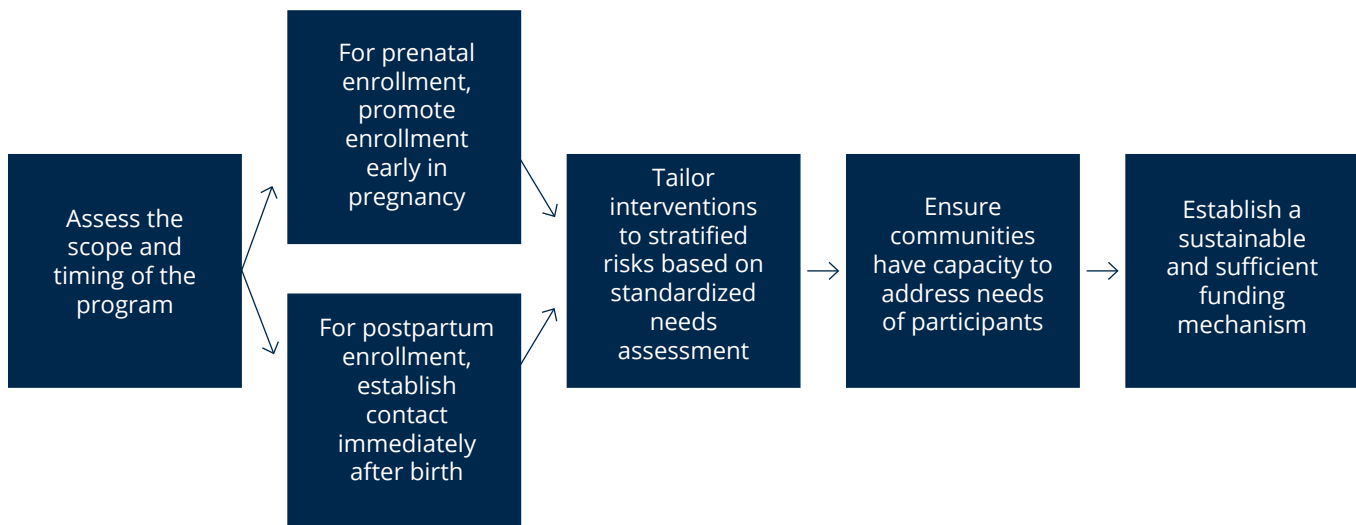 Assess the
scope and
timing of the
program
For prenatal
enrollment,
promote
enrollment
early in
pregnancy
For postpartum
enrollment,
establish
contact
immediately
after birth
Tailor
interventions
to stratified
risks based on
standardized
needs
assessment
Ensure
communities
have capacity to
address needs
of participants
Establish a
sustainable
and sufficient
funding
mechanism